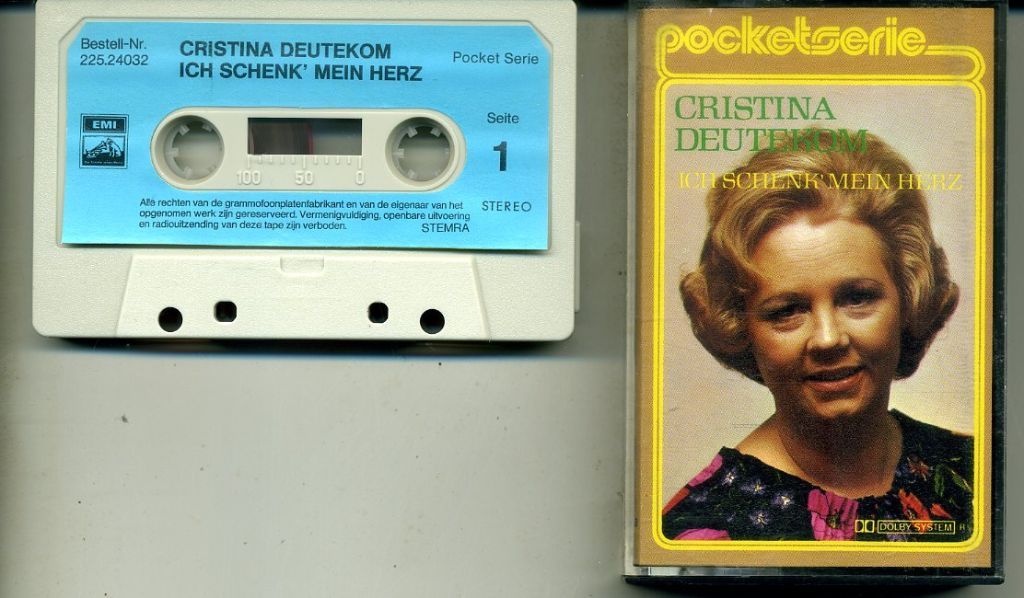 Bestell-Nr.
225.24032
CRISTINA DEUTEKOM
ICH SCHENK' MEIN HERZ
Pocket Serie
EMI
Seite
1
100 50 0
Alle rechten van de grammofoonplatenfabrikant en van de eigenaar van het
opgenomen werk zijn gereserveerd. Vermenigvuldiging, openbare uitvoering
en radiouitzending van deze tape zijn verboden.
STEMRA
STEREO
pocketserie
CRISTINA
DEUTEKOM
ICH SCHENK' MEIN HERZ
DOLBY SYSTEM R